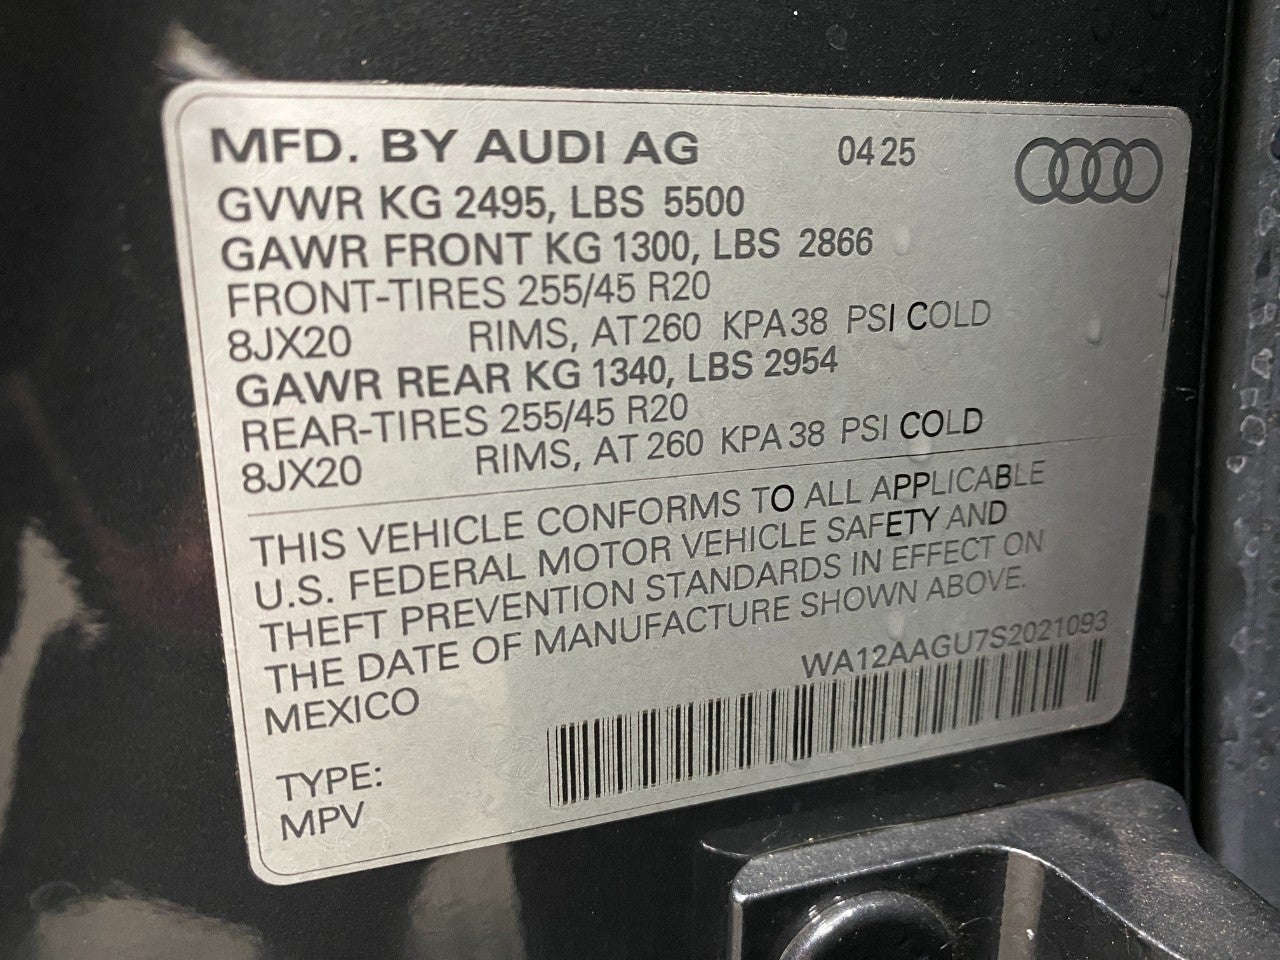 MFD. BY AUDI AG 04 25
GVWR KG 2495, LBS 5500
GAWR FRONT KG 1300, LBS 2866
FRONT-TIRES 255/45 R20
8JX20 RIMS, AT 260 KPA 38 PSI COLD
GAWR REAR KG 1340, LBS 2954
REAR-TIRES 255/45 R20
8JX20 RIMS, AT 260 KPA 38 PSI COLD
THIS VEHICLE CONFORMS TO ALL APPLICABLE
U.S. FEDERAL MOTOR VEHICLE SAFETY AND
THEFT PREVENTION STANDARDS IN EFFECT ON
THE DATE OF MANUFACTURE SHOWN ABOVE.
MEXICO WA12AAGU7S2021093
TYPE:
MPV